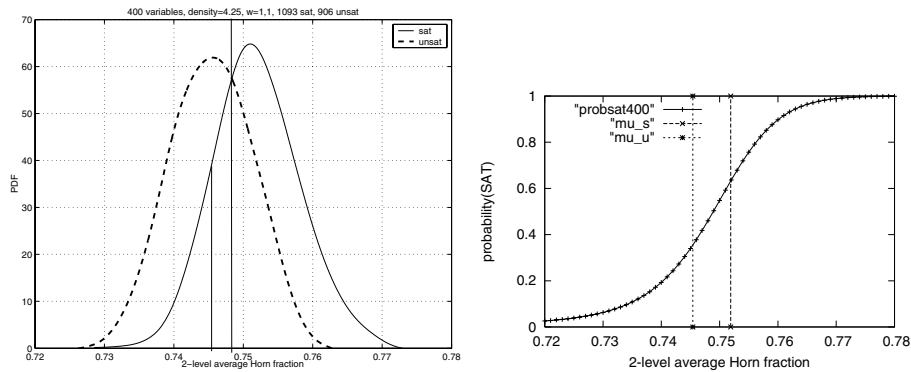 400 variables, density=4.25, w=1,1, 1093 sat, 906 unsat
sat
unsat
PDF
70
60
50
40
30
20
10
0
0.72 0.73 0.74 0.75 0.76 0.77 0.78
2-level average Horn fraction
"probsat400"
"mu_s"
"mu_u"
probability(SAT)
1
0.8
0.6
0.4
0.2
0
0.72 0.73 0.74 0.75 0.76 0.77 0.78
2-level average Horn fraction